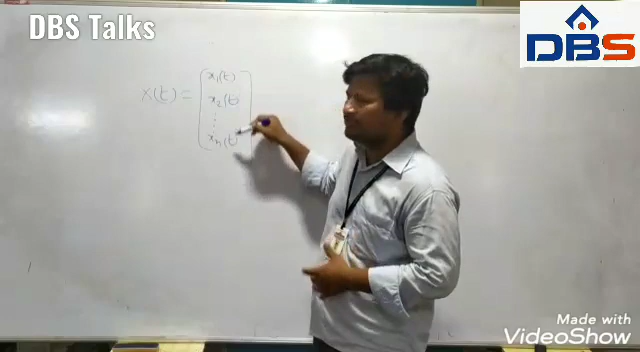 DBS Talks
DBS
X(t) =
x₁(t)
x₂(t)
⋮
xₙ(t)
Made with
VideoShow